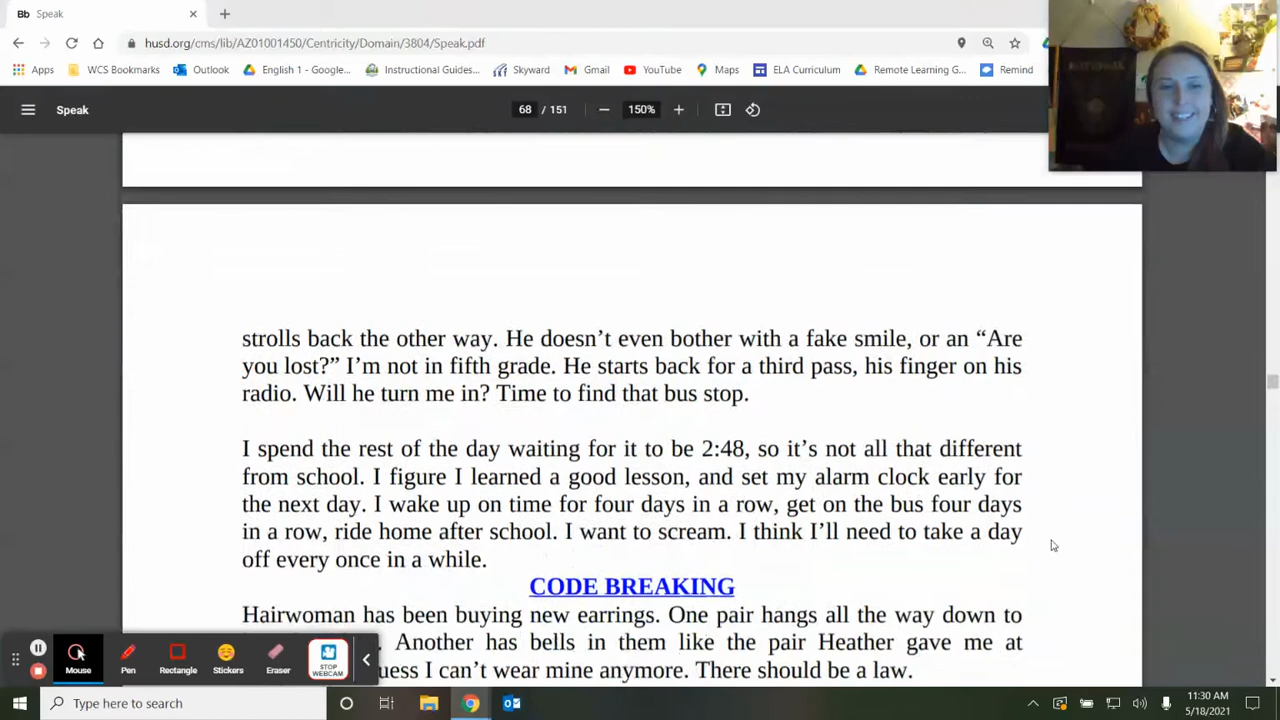 Bb Speak
husd.org/cms/lib/AZ01001450/Centricity/Domain/3804/Speak.pdf
Apps WCS Bookmarks Outlook English 1 - Google... Instructional Guides... Skyward Gmail YouTube Maps ELA Curriculum Remote Learning G... Remind
Speak 68 / 151 150%
strolls back the other way. He doesn’t even bother with a fake smile, or an “Are
you lost?” I’m not in fifth grade. He starts back for a third pass, his finger on his
radio. Will he turn me in? Time to find that bus stop.
I spend the rest of the day waiting for it to be 2:48, so it’s not all that different
from school. I figure I learned a good lesson, and set my alarm clock early for
the next day. I wake up on time for four days in a row, get on the bus four days
in a row, ride home after school. I want to scream. I think I’ll need to take a day
off every once in a while.
CODE BREAKING
Hairwoman has been buying new earrings. One pair hangs all the way down to
Another has bells in them like the pair Heather gave me at
uess I can’t wear mine anymore. There should be a law.
Mouse Pen Rectangle Stickers Eraser STOP WEBCAM
Type here to search
11:30 AM
5/18/2021